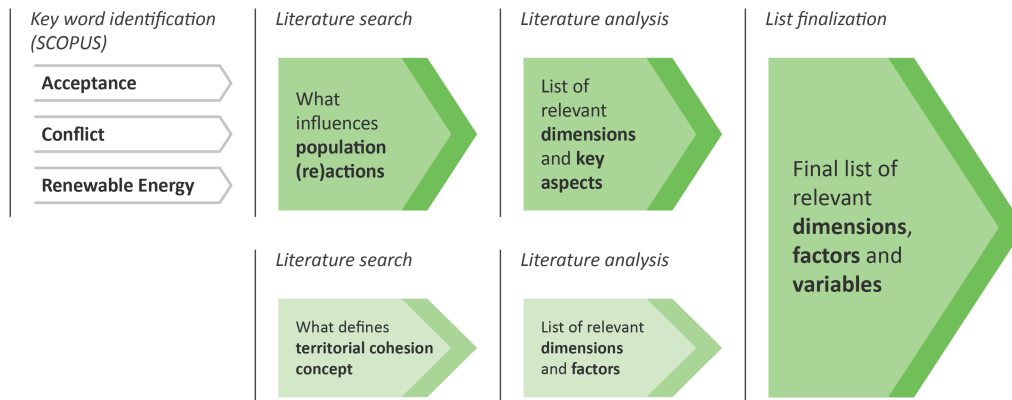 Key word identification
(SCOPUS)
Acceptance
Conflict
Renewable Energy
Literature search
What
influences
population
(re)actions
Literature analysis
List of
relevant
dimensions
and key
aspects
Literature search
What defines
territorial cohesion
concept
Literature analysis
List of relevant
dimensions
and factors
List finalization
Final list of
relevant
dimensions,
factors and
variables